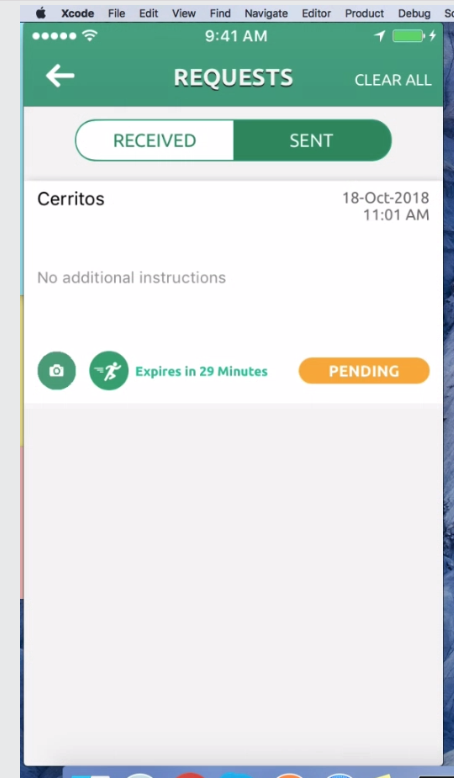 Xcode File Edit View Find Navigate Editor Product Debug
9:41 AM
REQUESTS CLEAR ALL
RECEIVED SENT
Cerritos 18-Oct-2018
11:01 AM
No additional instructions
Expires in 29 Minutes PENDING